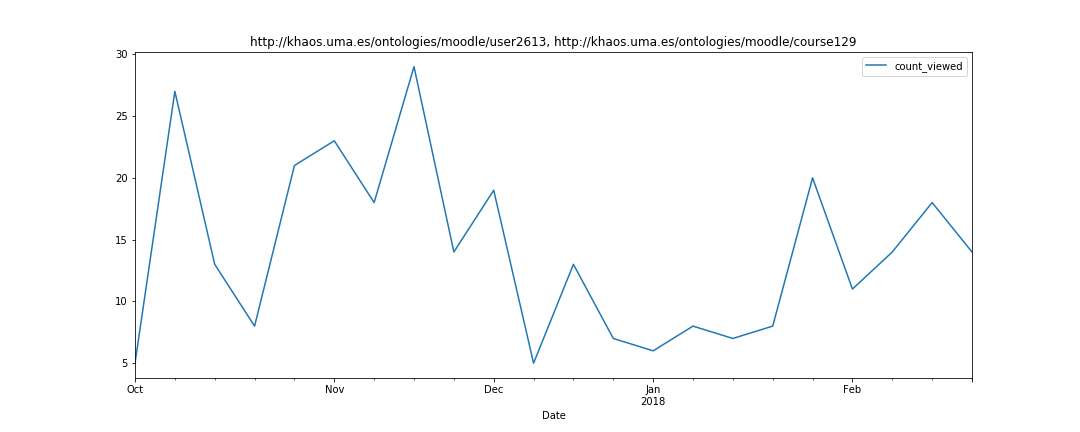 http://khaos.uma.es/ontologies/moodle/user2613, http://khaos.uma.es/ontologies/moodle/course129
count_viewed
30
25
20
15
10
5
Oct Nov Dec Jan Feb
2018
Date